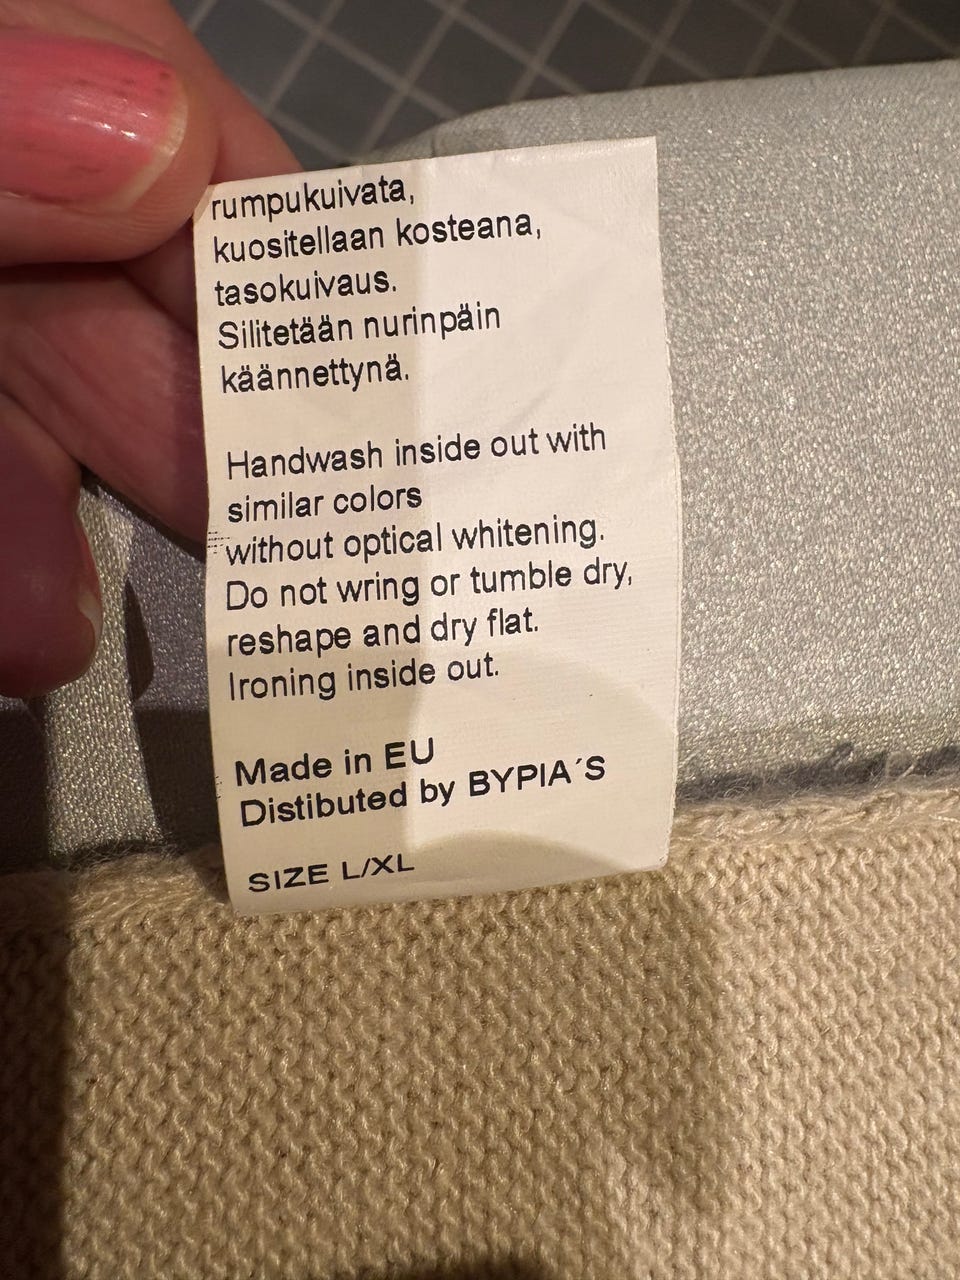 rumpukuivata,
kuositellaan kosteana,
tasokuivaus.
Silitetään nurinpäin
käännettynä.
Handwash inside out with
similar colors
without optical whitening.
Do not wring or tumble dry,
reshape and dry flat.
Ironing inside out.
Made in EU
Distibuted by BYPIA´S
SIZE L/XL